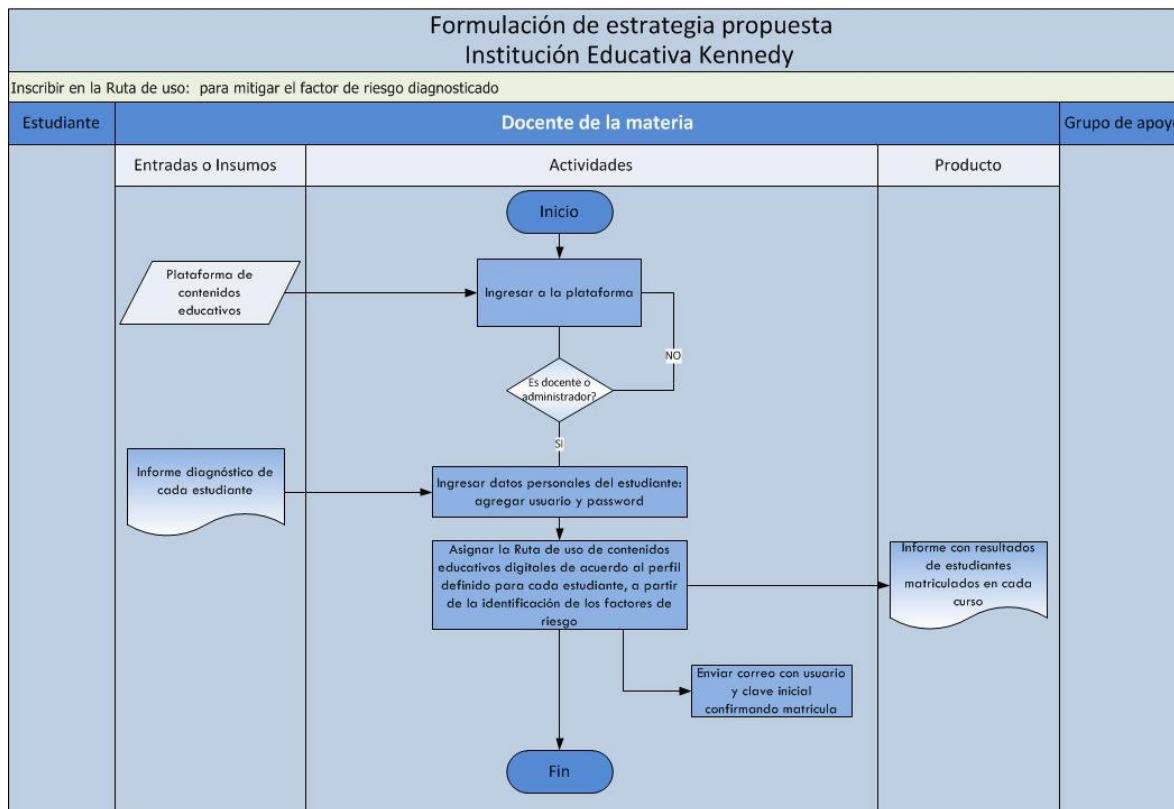 Formulación de estrategia propuesta
Institución Educativa Kennedy
Inscribir en la Ruta de uso: para mitigar el factor de riesgo diagnosticado
Estudiante
Docente de la materia
Grupo de apoyo
Entradas o Insumos
Actividades
Producto
Inicio
Plataforma de
contenidos
educativos
Ingresar a la plataforma
NO
Es docente o
administrador?
SI
Informe diagnóstico de
cada estudiante
Ingresar datos personales del estudiante:
agregar usuario y password
Asignar la Ruta de uso de contenidos
educativos digitales de acuerdo al perfil
definido para cada estudiante, a partir
de la identificación de los factores de
riesgo
Informe con resultados
de estudiantes
matriculados en cada
curso
Enviar correo con usuario
y clave inicial
confirmando matricula
Fin